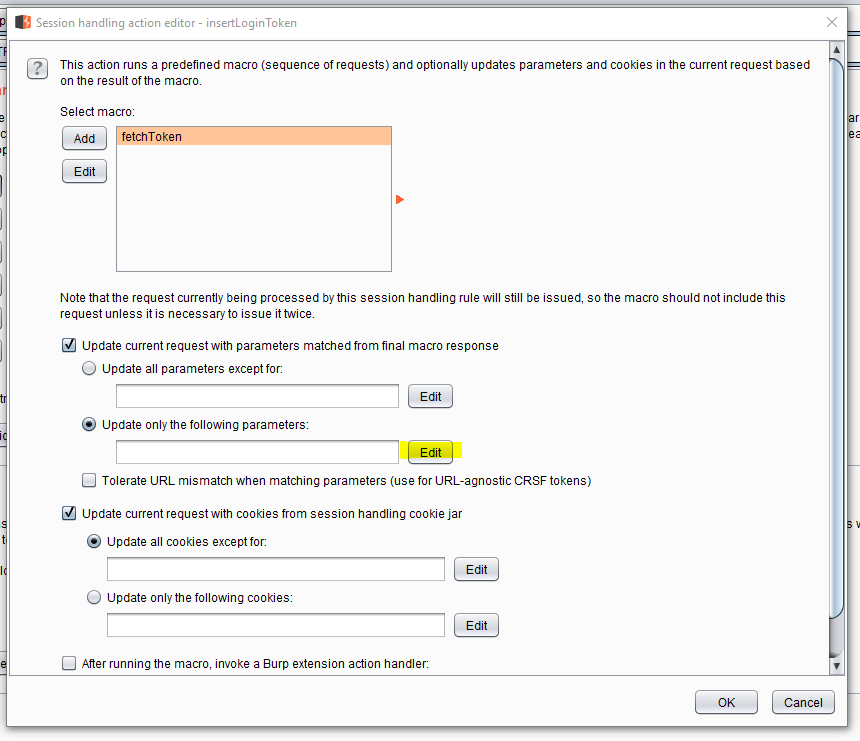 Session handling action editor - insertLoginToken
?
This action runs a predefined macro (sequence of requests) and optionally updates parameters and cookies in the current request based
on the result of the macro.
Select macro:
Add
fetchToken
Edit
Note that the request currently being processed by this session handling rule will still be issued, so the macro should not include this
request unless it is necessary to issue it twice.
Update current request with parameters matched from final macro response
Update all parameters except for:
Edit
Update only the following parameters:
Edit
Tolerate URL mismatch when matching parameters (use for URL-agnostic CRSF tokens)
Update current request with cookies from session handling cookie jar
Update all cookies except for:
Edit
Update only the following cookies:
Edit
After running the macro, invoke a Burp extension action handler:
OK
Cancel